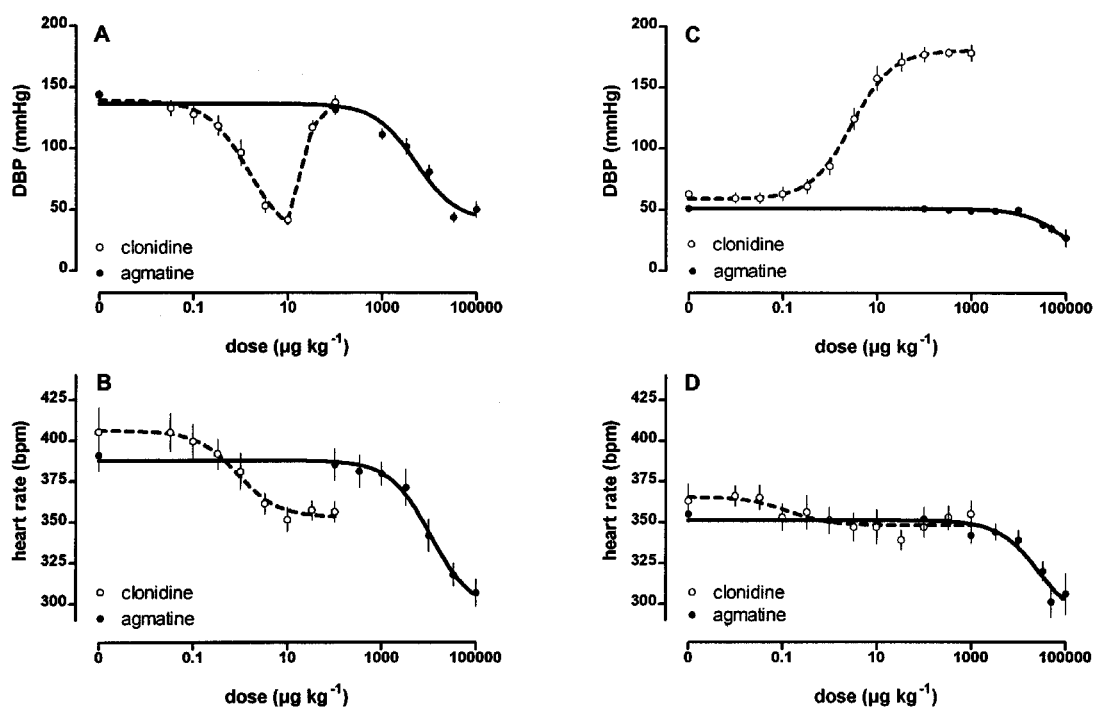 A
200
150
100
50
0
DBP (mmHg)
clonidine
agmatine
0 0.1 10 1000 100000
dose (µg kg-1)
C
200
150
100
50
0
DBP (mmHg)
clonidine
agmatine
0 0.1 10 1000 100000
dose (µg kg-1)
B
425
400
375
350
325
300
heart rate (bpm)
clonidine
agmatine
0 0.1 10 1000 100000
dose (µg kg-1)
D
425
400
375
350
325
300
heart rate (bpm)
clonidine
agmatine
0 0.1 10 1000 100000
dose (µg kg-1)